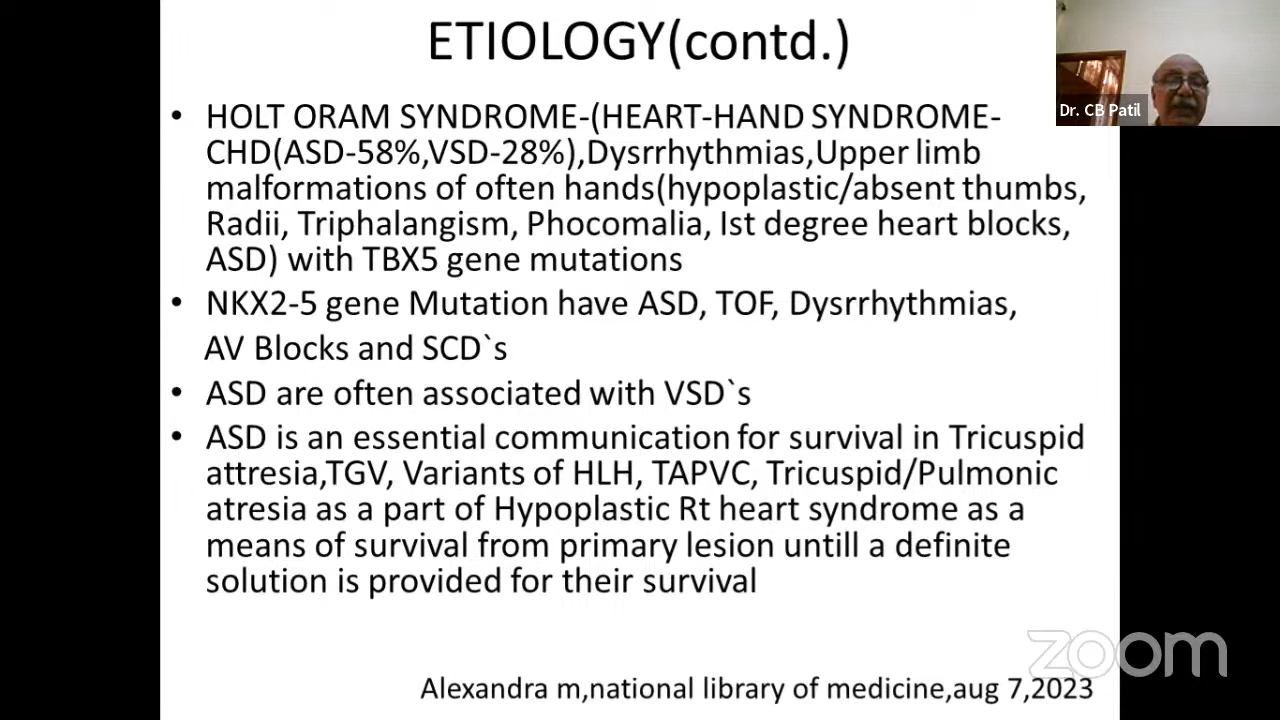 ETIOLOGY(contd.)
• HOLT ORAM SYNDROME-(HEART-HAND SYNDROME-
CHD(ASD-58%,VSD-28%),Dysrrhythmias,Upper limb
malformations of often hands(hypoplastic/absent thumbs,
Radii, Triphalangism, Phocomalia, Ist degree heart blocks,
ASD) with TBX5 gene mutations
• NKX2-5 gene Mutation have ASD, TOF, Dysrrhythmias,
AV Blocks and SCD`s
• ASD are often associated with VSD`s
• ASD is an essential communication for survival in Tricuspid
attresia,TGV, Variants of HLH, TAPVC, Tricuspid/Pulmonic
atresia as a part of Hypoplastic Rt heart syndrome as a
means of survival from primary lesion untill a definite
solution is provided for their survival
Alexandra m,national library of medicine,aug 7,2023
Dr. CB Patil
zoom